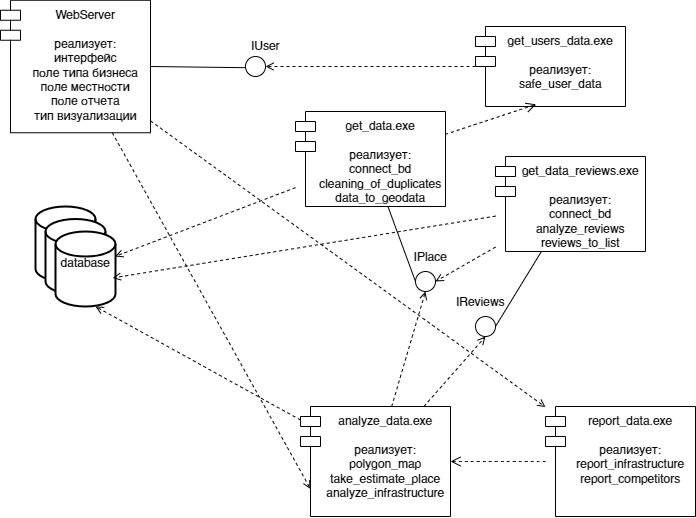 WebServer
реализует:
интерфейс
поле типа бизнеса
поле местности
поле отчета
тип визуализации
IUser
get_users_data.exe
реализует:
safe_user_data
get_data.exe
реализует:
connect_bd
cleaning_of_duplicates
data_to_geodata
get_data_reviews.exe
реализует:
connect_bd
analyze_reviews
reviews_to_list
database
IPlace
IReviews
analyze_data.exe
реализует:
polygon_map
take_estimate_place
analyze_infrastructure
report_data.exe
реализует:
report_infrastructure
report_competitors